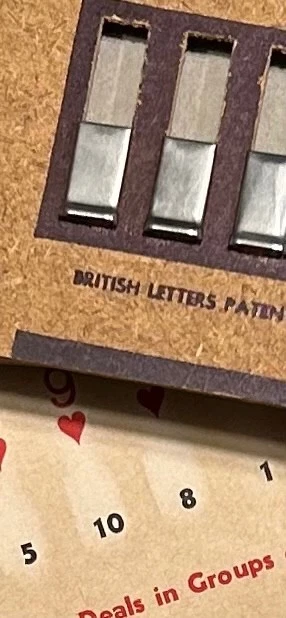 BRITISH LETTERS PATEN
9
5 10 8 1
Deals in Groups